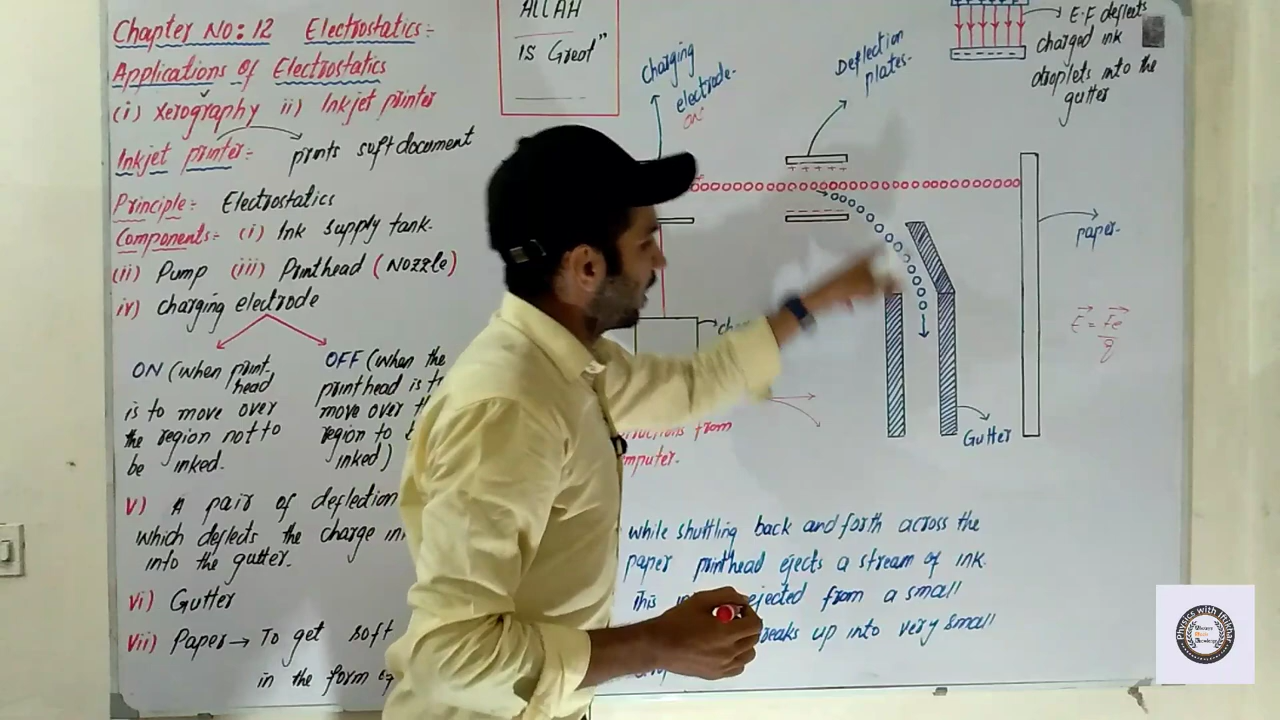 Chapter No: 12 Electrostatics:-
Applications of Electrostatics
(i) Xerography ii) Inkjet printer
Inkjet printer:- prints soft document
Principle:- Electrostatics
Components:- (i) Ink supply tank.
(ii) Pump (iii) Printhead (Nozzle)
iv) charging electrode
ON (when print-
head
is to move over
the region not to
be inked.
OFF (when the
printhead is to
move over
region to
inked)
v) A pair of deflection
which deflects the charge
into the gutter.
vi) Gutter
vii) Paper → To get soft
in the form
ALLAH
IS Great"
charging
electrode-
ON
Deflection
plates-
E.F deflects
charged ink
droplets into the
gutter
+ + + + +
paper-
E = Fe
q
Gutter
from
while shuttling back and forth across the
paper printhead ejects a stream of ink.
This ejected from a small
breaks up into very small
Physics with Imran
Always